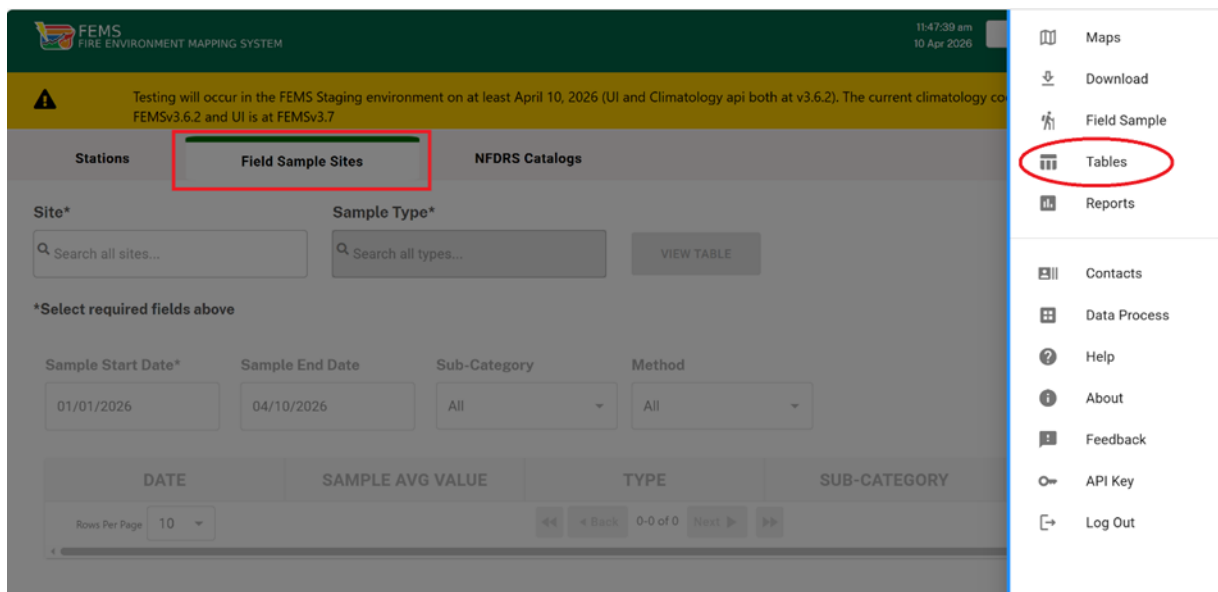 FEMS
FIRE ENVIRONMENT MAPPING SYSTEM
11:47:39 am
10 Apr 2026
Testing will occur in the FEMS Staging environment on at least April 10, 2026 (UI and Climatology api both at v3.6.2). The current climatology co
FEMSv3.6.2 and UI is at FEMSv3.7
Stations
Field Sample Sites
NFDRS Catalogs
Site*
Sample Type*
Search all sites...
Search all types...
VIEW TABLE
*Select required fields above
Sample Start Date*
Sample End Date
Sub-Category
Method
01/01/2026
04/10/2026
All
All
DATE
SAMPLE AVG VALUE
TYPE
SUB-CATEGORY
Rows Per Page
10
Back
0-0 of 0
Next
Maps
Download
Field Sample
Tables
Reports
Contacts
Data Process
Help
About
Feedback
API Key
Log Out